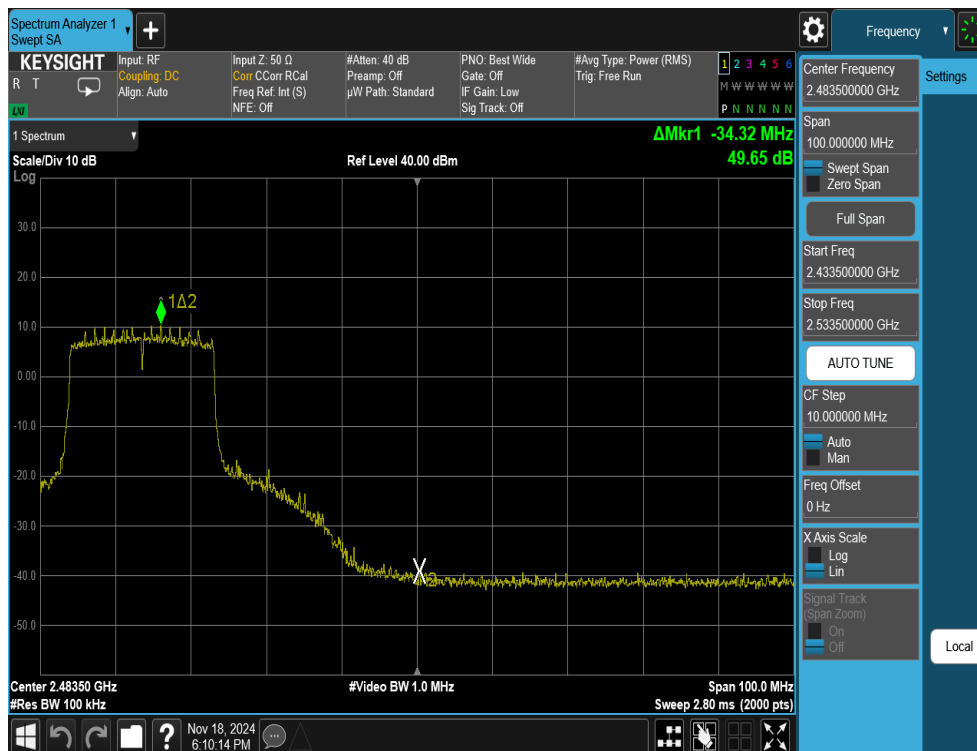 Spectrum Analyzer 1
Swept SA
+
Frequency
KEYSIGHT
R T
LXI
Input: RF
Coupling: DC
Align: Auto
Input Z: 50 Ω
Corr CCorr RCal
Freq Ref: Int (S)
NFE: Off
#Atten: 40 dB
Preamp: Off
µW Path: Standard
PNO: Best Wide
Gate: Off
IF Gain: Low
Sig Track: Off
#Avg Type: Power (RMS)
Trig: Free Run
1 2 3 4 5 6
M W W W W W
P N N N N N
1 Spectrum
ΔMkr1 -34.32 MHz
49.65 dB
Scale/Div 10 dB
Ref Level 40.00 dBm
Log
30.0
20.0
1Δ2
10.0
0.00
-10.0
-20.0
-30.0
-40.0
-50.0
Center 2.48350 GHz
#Video BW 1.0 MHz
Span 100.0 MHz
#Res BW 100 kHz
Sweep 2.80 ms (2000 pts)
Center Frequency
2.483500000 GHz
Settings
Span
100.000000 MHz
Swept Span
Zero Span
Full Span
Start Freq
2.433500000 GHz
Stop Freq
2.533500000 GHz
AUTO TUNE
CF Step
10.000000 MHz
Auto
Man
Freq Offset
0 Hz
X Axis Scale
Log
Lin
Signal Track
(Span Zoom)
On
Off
Local
?
Nov 18, 2024
6:10:14 PM